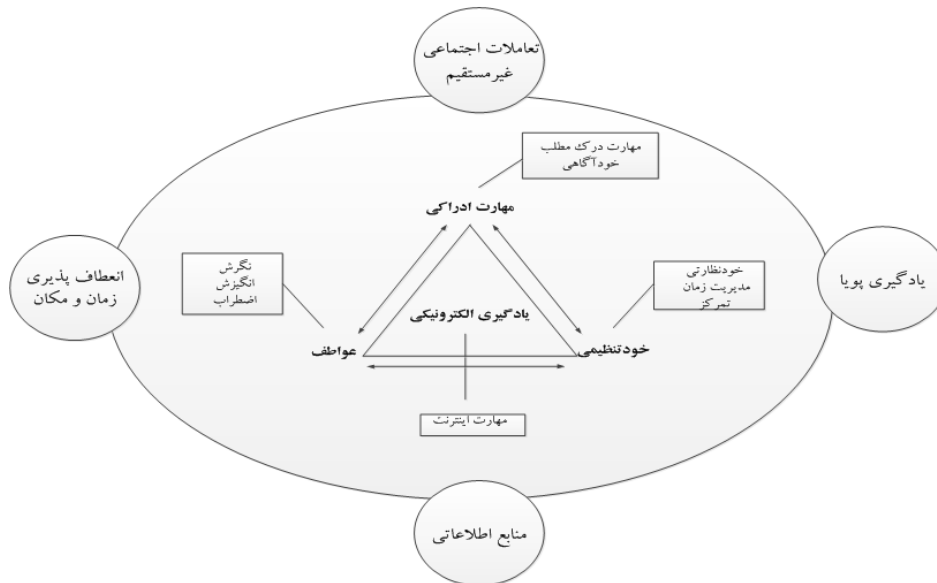 تعاملات اجتماعی
غیرمستقیم
مهارت درک مطلب
خودآگاهی
مهارت ادراکی
انعطاف پذیری
زمان و مکان
نگرش
انگیزش
اضطراب
خودنظارتی
مدیریت زمان
تمرکز
یادگیری پویا
یادگیری الکترونیکی
خودتنظیمی
عواطف
مهارت اینترنت
منابع اطلاعاتی